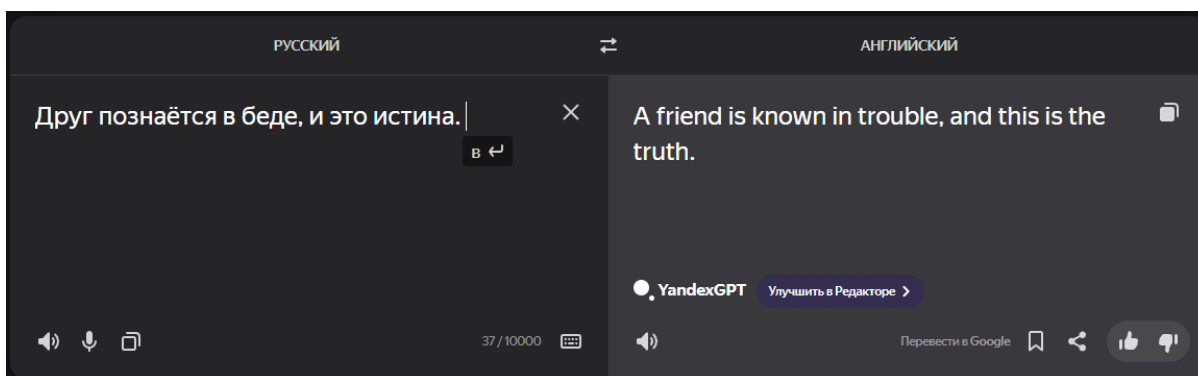 РУССКИЙ
АНГЛИЙСКИЙ
Друг познаётся в беде, и это истина.
в
A friend is known in trouble, and this is the
truth.
YandexGPT Улучшить в Редакторе
37 / 10000
Перевести в Google